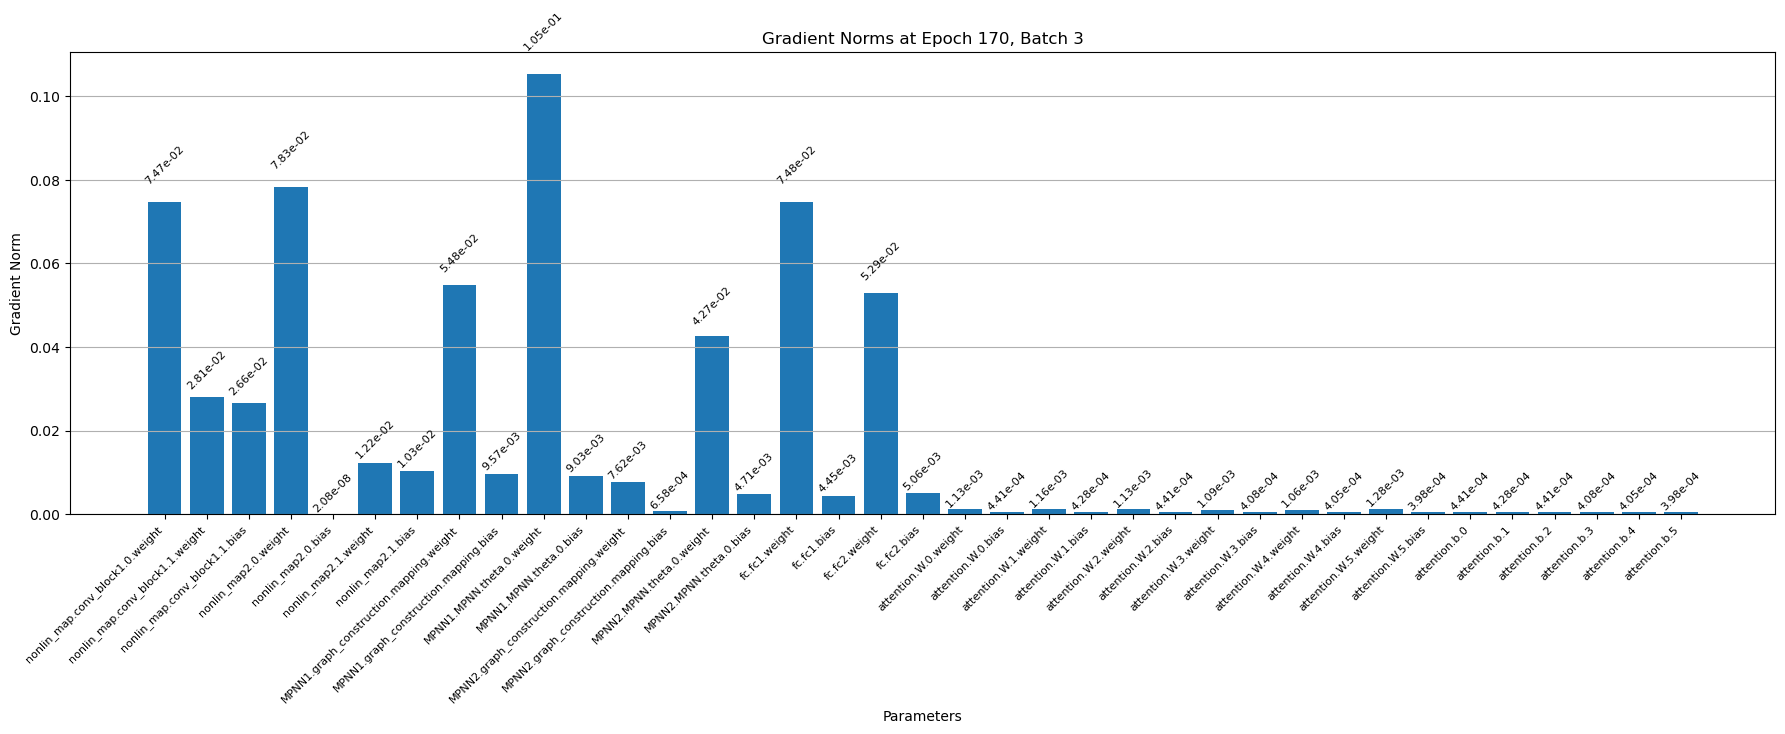 Gradient Norms at Epoch 170, Batch 3
Gradient Norm
0.10
0.08
0.06
0.04
0.02
0.00
7.47e-02
2.81e-02
2.66e-02
7.83e-02
2.08e-08
1.22e-02
1.03e-02
5.48e-02
9.57e-03
1.05e-01
9.03e-03
7.62e-03
6.58e-04
4.27e-02
4.71e-03
7.48e-02
4.45e-03
5.29e-02
5.06e-03
1.13e-03
4.41e-04
1.16e-03
4.28e-04
1.13e-03
4.41e-04
1.09e-03
4.08e-04
1.06e-03
4.05e-04
1.28e-03
3.98e-04
4.41e-04
4.28e-04
4.41e-04
4.08e-04
4.05e-04
3.98e-04
nonlin_map.conv_block1.0.weight
nonlin_map.conv_block1.1.weight
nonlin_map.conv_block1.1.bias
nonlin_map2.0.weight
nonlin_map2.0.bias
nonlin_map2.1.weight
nonlin_map2.1.bias
MPNN1.graph_construction.mapping.weight
MPNN1.graph_construction.mapping.bias
MPNN1.MPNN.theta.0.weight
MPNN1.MPNN.theta.0.bias
MPNN2.graph_construction.mapping.weight
MPNN2.graph_construction.mapping.bias
MPNN2.MPNN.theta.0.weight
MPNN2.MPNN.theta.0.bias
fc.fc1.weight
fc.fc1.bias
fc.fc2.weight
fc.fc2.bias
attention.W.0.weight
attention.W.0.bias
attention.W.1.weight
attention.W.1.bias
attention.W.2.weight
attention.W.2.bias
attention.W.3.weight
attention.W.3.bias
attention.W.4.weight
attention.W.4.bias
attention.W.5.weight
attention.W.5.bias
attention.b.0
attention.b.1
attention.b.2
attention.b.3
attention.b.4
attention.b.5
Parameters